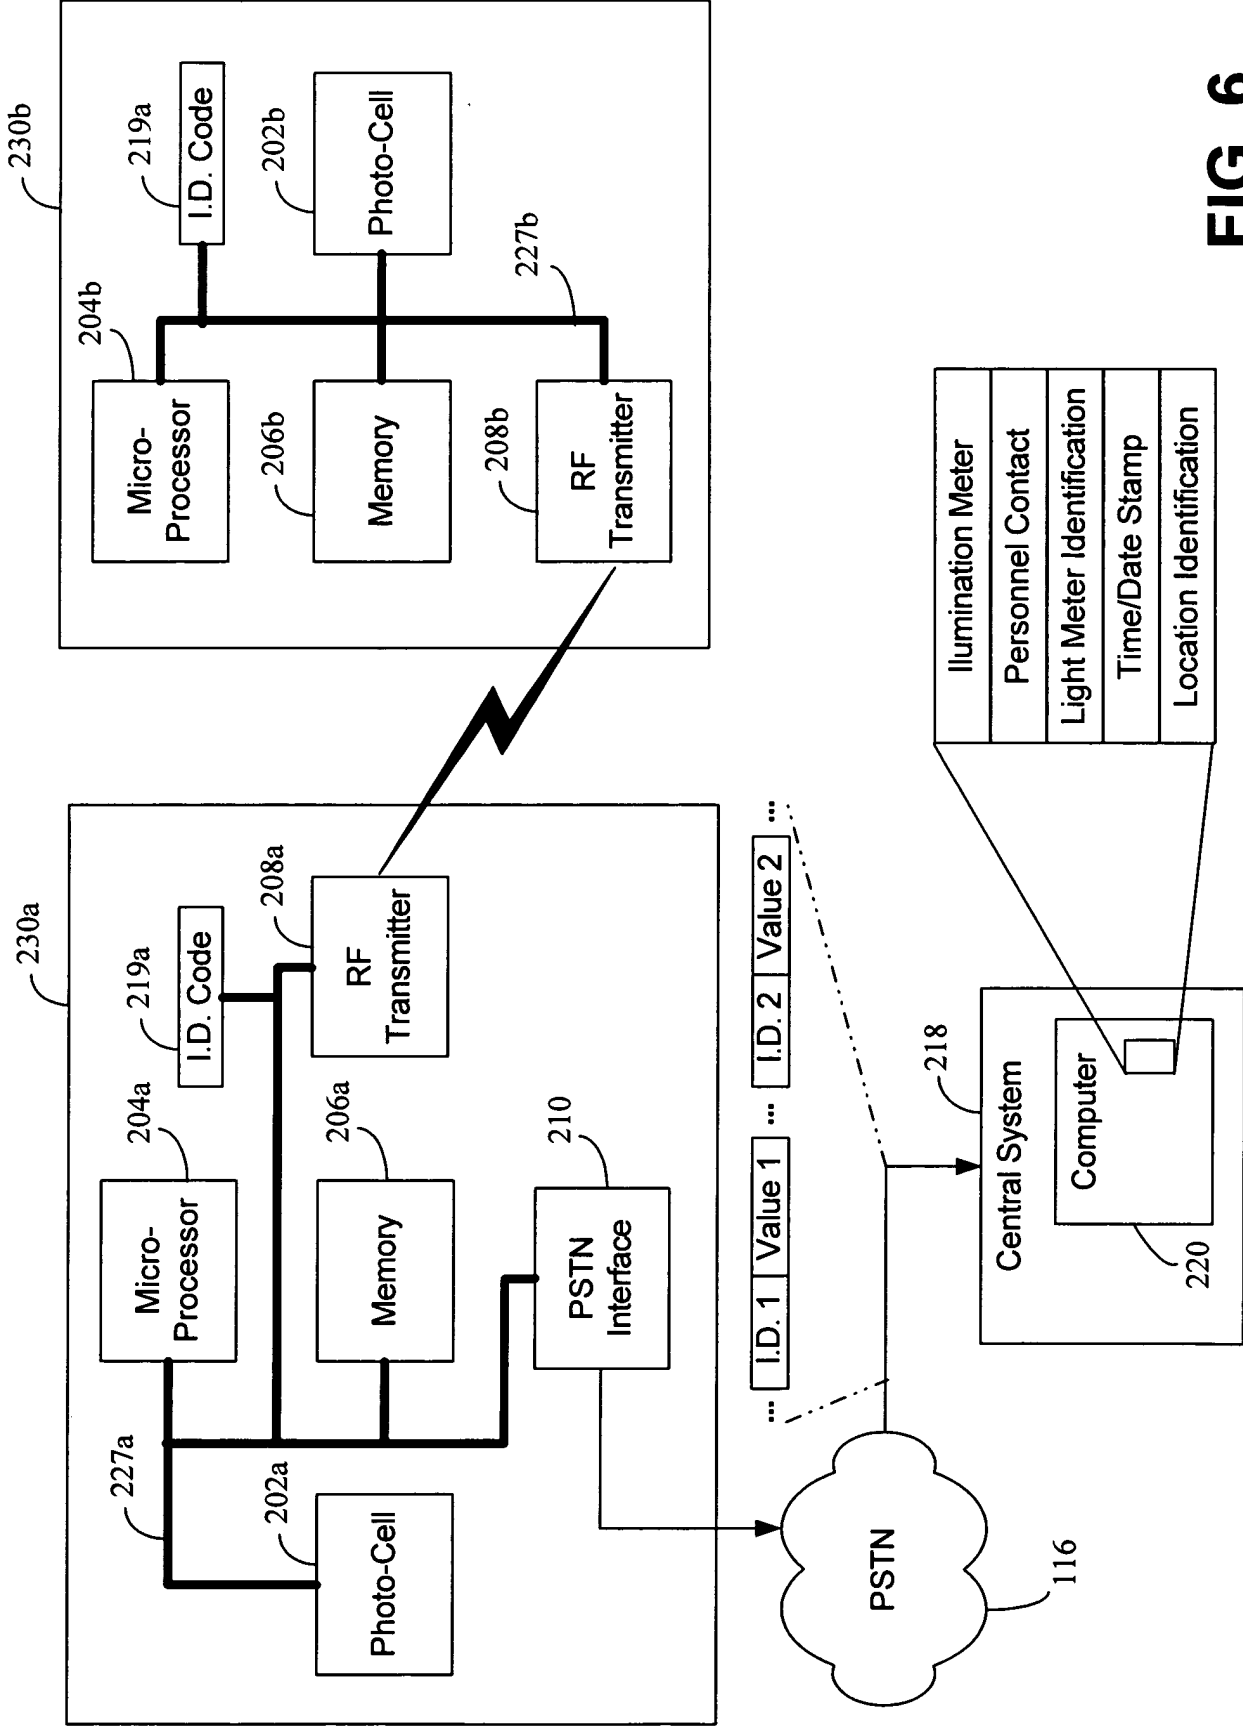 230a
227a
204a
219a
I.D. Code
Micro-
Processor
202a
206a
208a
Photo-Cell
Memory
RF
Transmitter
210
PSTN
Interface
230b
204b
219a
I.D. Code
Micro-
Processor
206b
202b
Memory
Photo-Cell
208b
227b
RF
Transmitter
... I.D. 1 Value 1 ... I.D. 2 Value 2 ...
PSTN
116
218
Central System
Computer
220
Ilumination Meter
Personnel Contact
Light Meter Identification
Time/Date Stamp
Location Identification
FIG 6